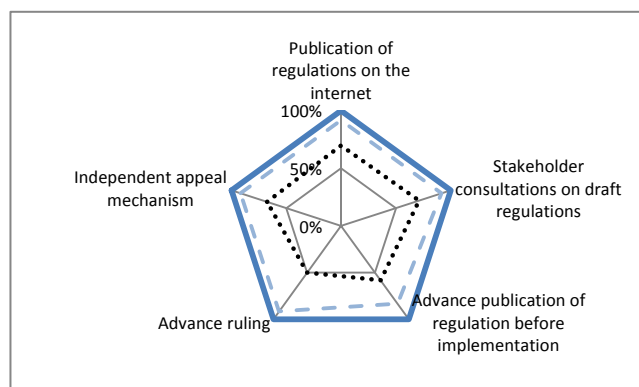 Publication of
regulations on the
internet
100%
50%
0%
Stakeholder
consultations on draft
regulations
Advance publication of
regulation before
implementation
Advance ruling
Independent appeal
mechanism